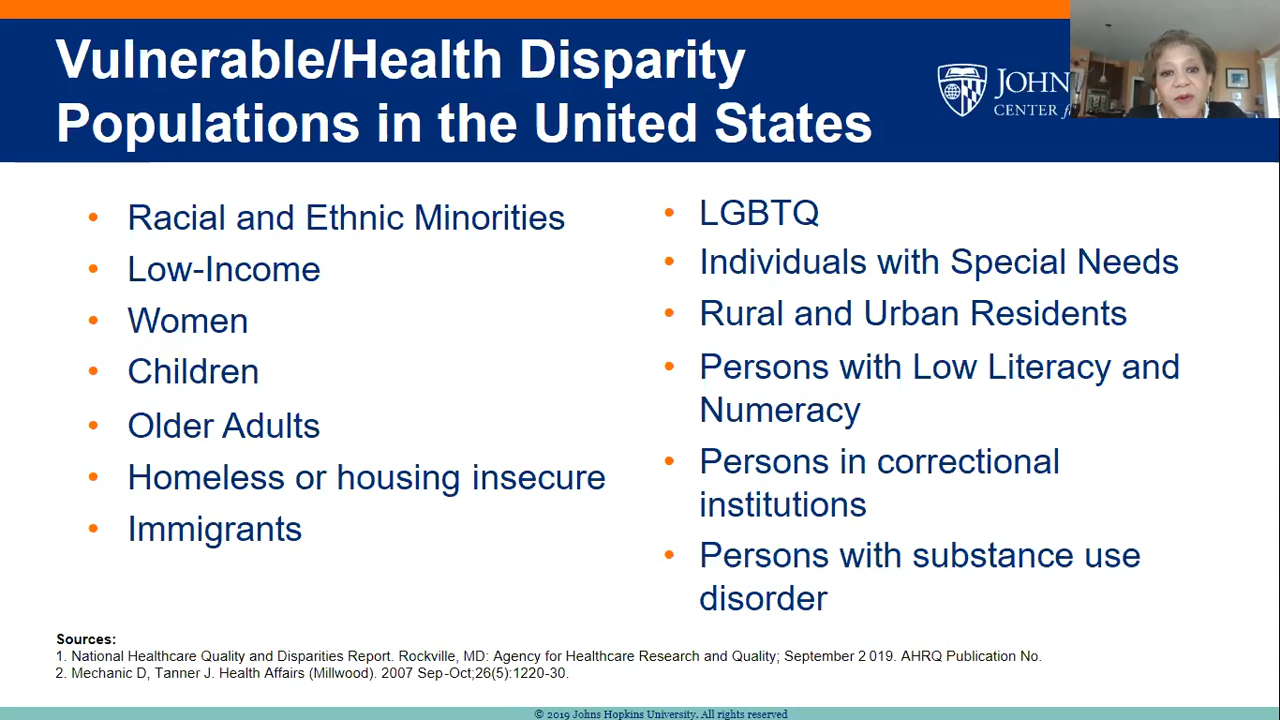 Vulnerable/Health Disparity
Populations in the United States
JOHN
CENTER f
• Racial and Ethnic Minorities
• Low-Income
• Women
• Children
• Older Adults
• Homeless or housing insecure
• Immigrants
• LGBTQ
• Individuals with Special Needs
• Rural and Urban Residents
• Persons with Low Literacy and
Numeracy
• Persons in correctional
institutions
• Persons with substance use
disorder
Sources:
1. National Healthcare Quality and Disparities Report. Rockville, MD: Agency for Healthcare Research and Quality; September 2019. AHRQ Publication No.
2. Mechanic D, Tanner J. Health Affairs (Millwood). 2007 Sep-Oct;26(5):1220-30.
© 2019 Johns Hopkins University. All rights reserved